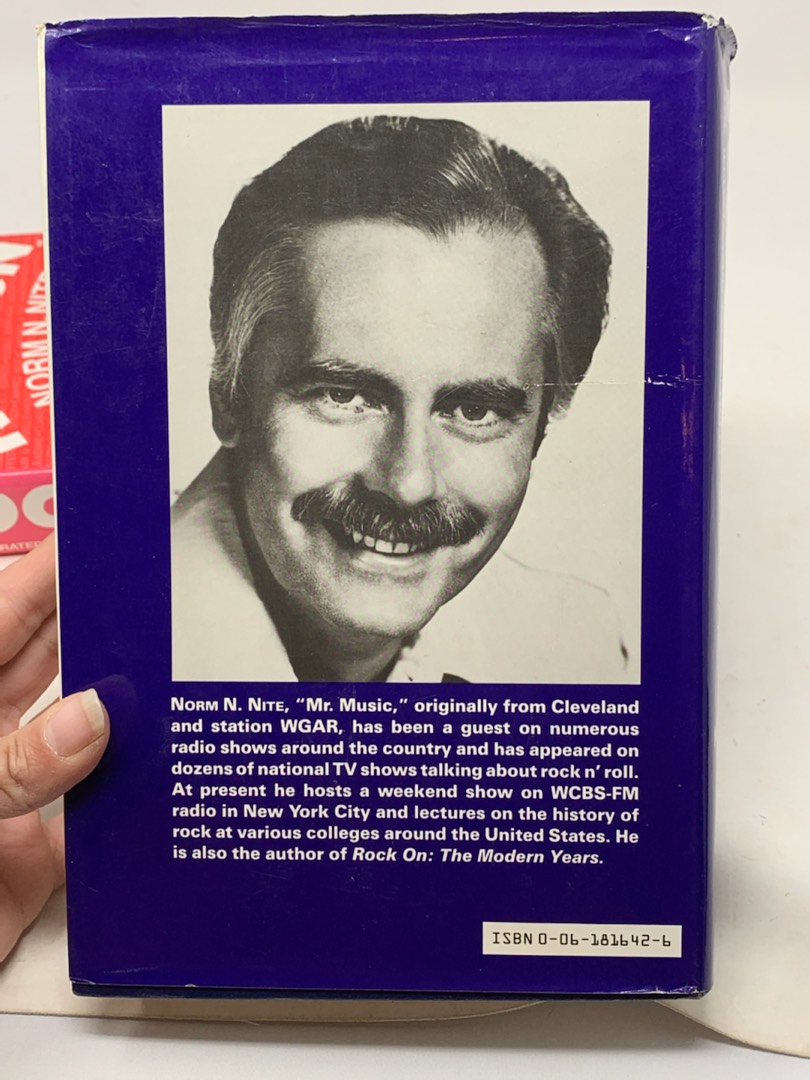 NORM N. NITE
RATED
NORM N. NITE, “Mr. Music,” originally from Cleveland
and station WGAR, has been a guest on numerous
radio shows around the country and has appeared on
dozens of national TV shows talking about rock n’ roll.
At present he hosts a weekend show on WCBS-FM
radio in New York City and lectures on the history of
rock at various colleges around the United States. He
is also the author of Rock On: The Modern Years.
ISBN 0-06-181642-6